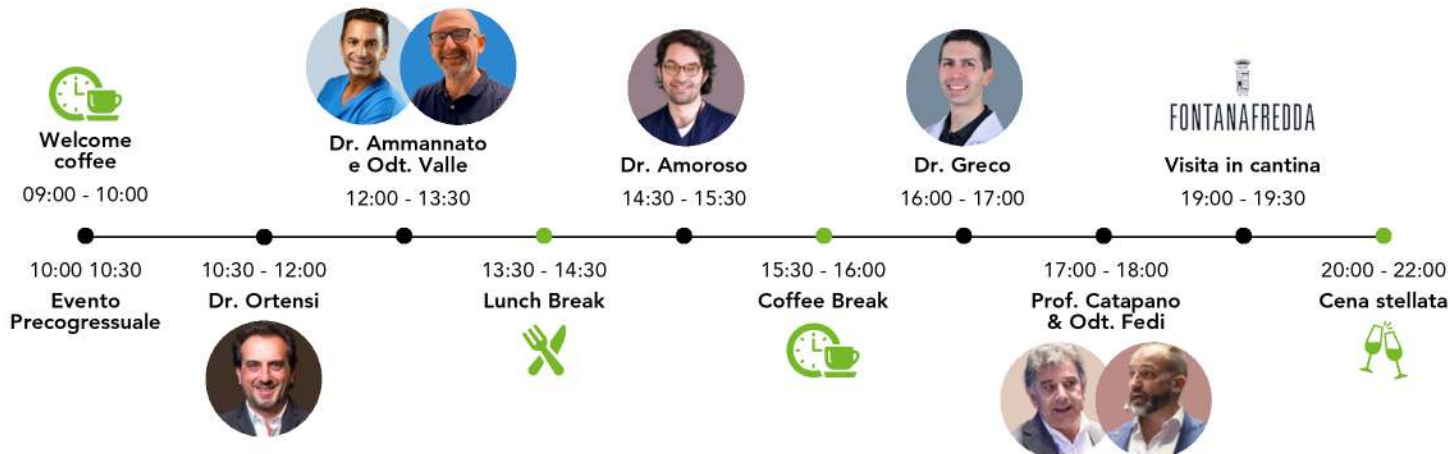 Welcome
coffee
09:00 - 10:00
10:00 10:30
Evento
Precogressuale
10:30 - 12:00
Dr. Ortensi
Dr. Ammannato
e Odt. Valle
12:00 - 13:30
13:30 - 14:30
Lunch Break
Dr. Amoroso
14:30 - 15:30
15:30 - 16:00
Coffee Break
Dr. Greco
16:00 - 17:00
17:00 - 18:00
Prof. Catapano
& Odt. Fedi
FONTANAFREDDA
Visita in cantina
19:00 - 19:30
20:00 - 22:00
Cena stellata